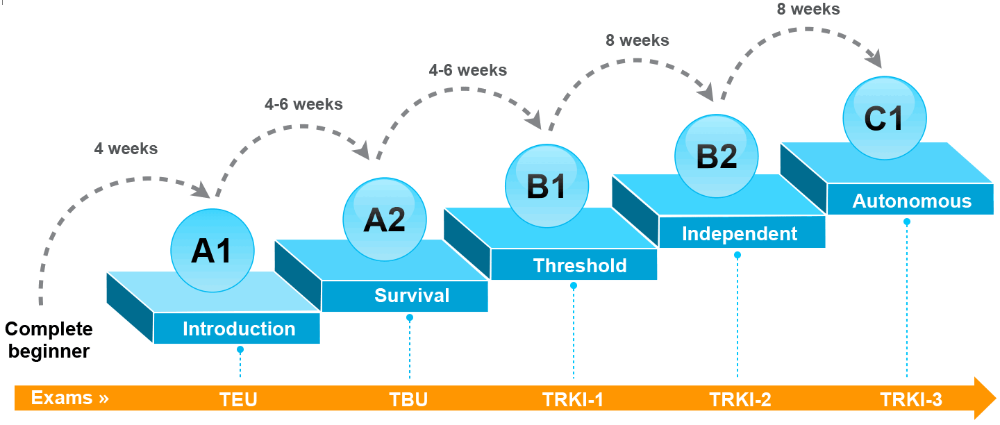 8 weeks
8 weeks
4-6 weeks
4-6 weeks
4 weeks
C1
B2
B1
A2
A1
Autonomous
Independent
Threshold
Survival
Introduction
Complete
beginner
Exams » TEU TBU TRKI-1 TRKI-2 TRKI-3